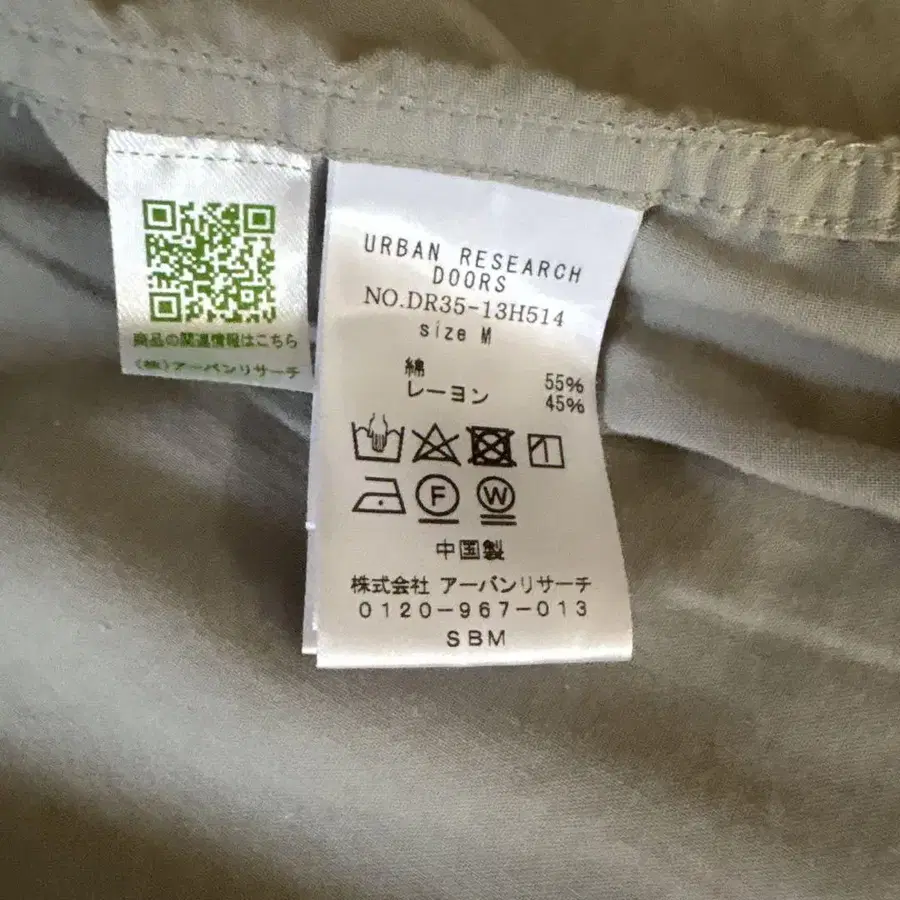 商品の関連情報はこちら
(株)アーバンリサーチ
URBAN RESEARCH
DOORS
NO.DR35-13H514
size M
綿 55%
レーヨン 45%
F W
中国製
株式会社 アーバンリサーチ
0120-967-013
SBM